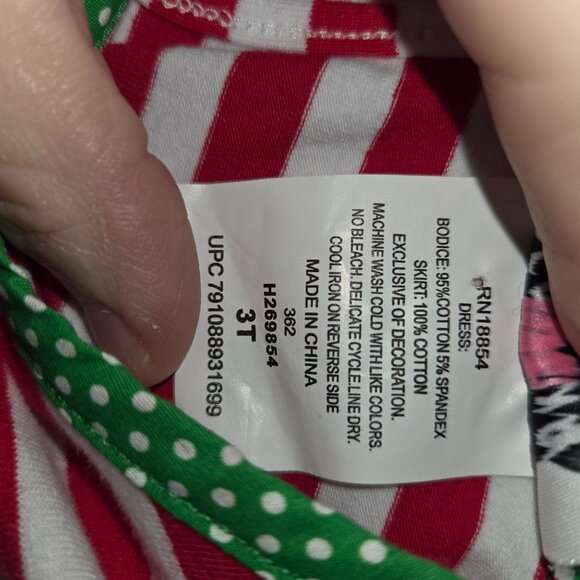 RN18854
DRESS:
BODICE: 95%COTTON 5% SPANDEX
SKIRT: 100% COTTON
EXCLUSIVE OF DECORATION.
MACHINE WASH COLD WITH LIKE COLORS.
NO BLEACH. DELICATE CYCLE. LINE DRY.
COOL IRON ON REVERSE SIDE
MADE IN CHINA
362
H269854
3T
UPC 791088931699